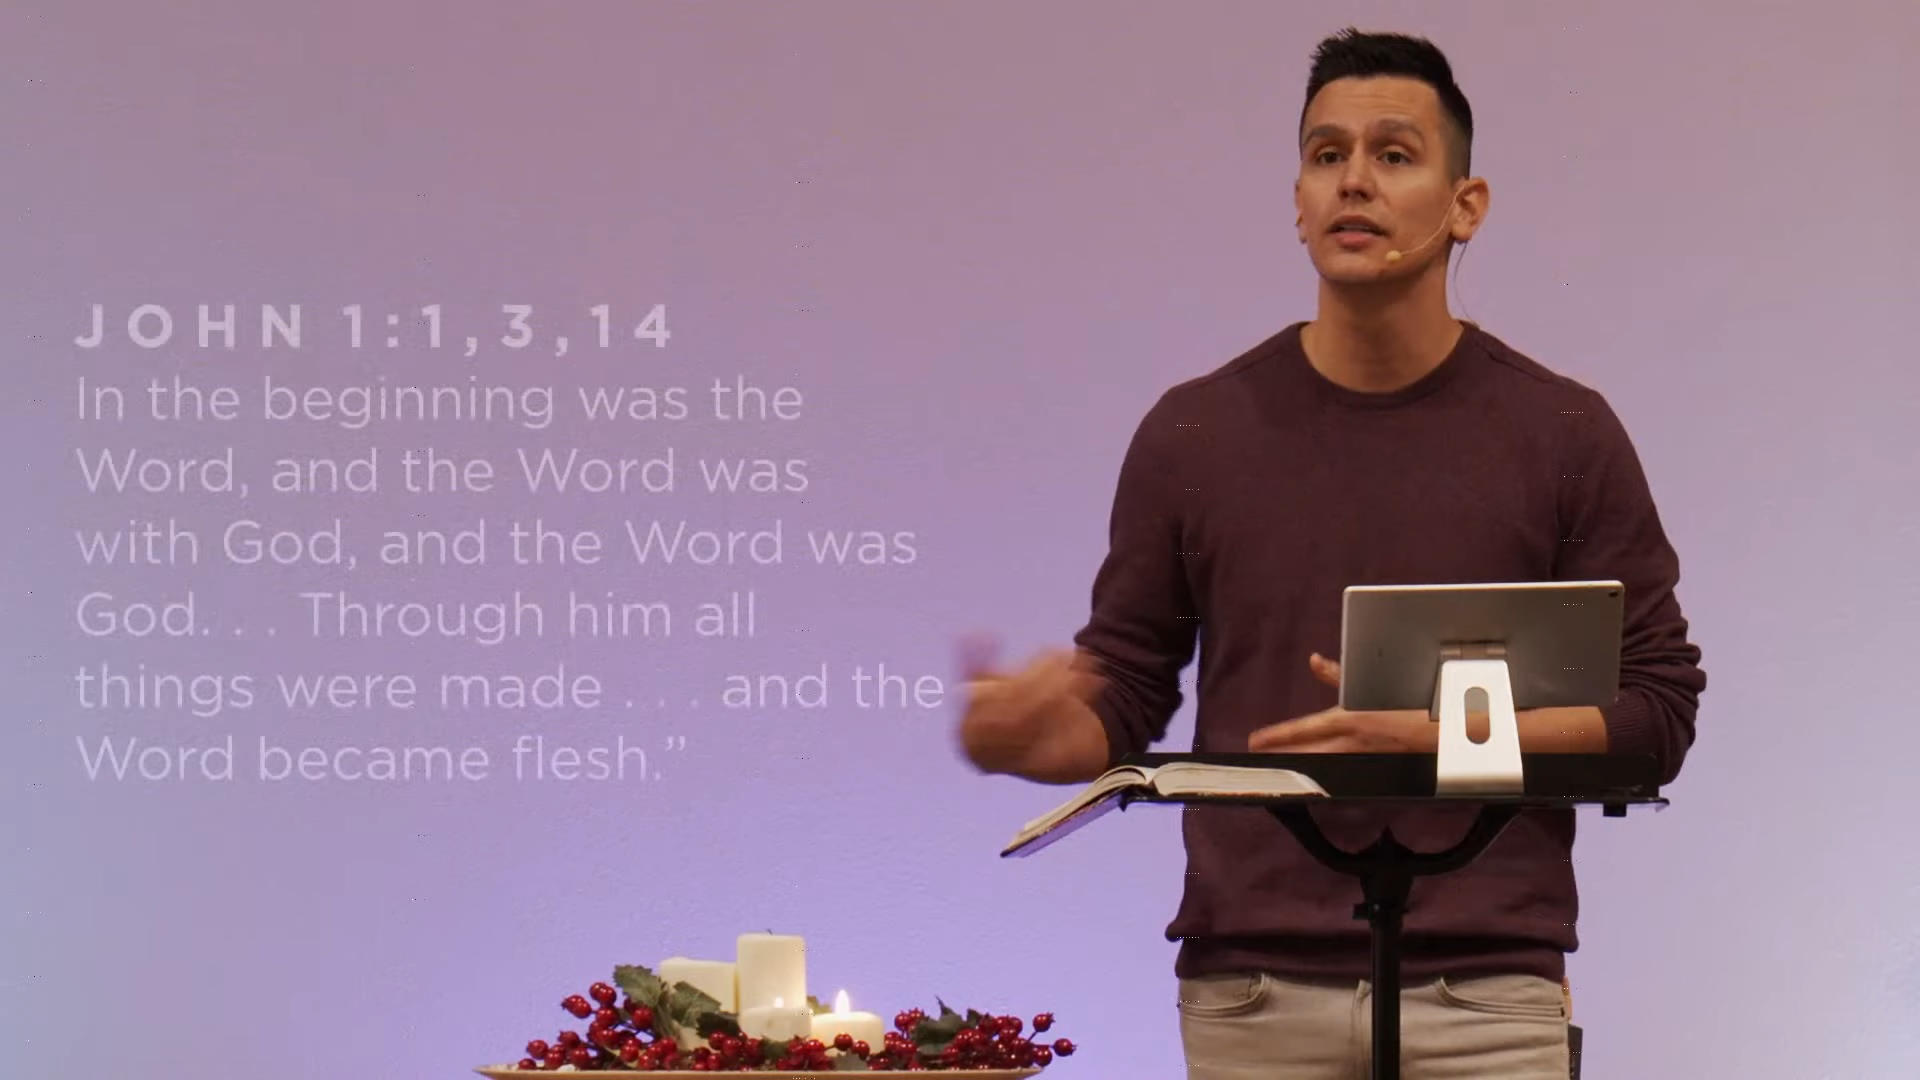 JOHN 1:1,3,14
In the beginning was the
Word, and the Word was
with God, and the Word was
God. . . Through him all
things were made . . . and the
Word became flesh.”